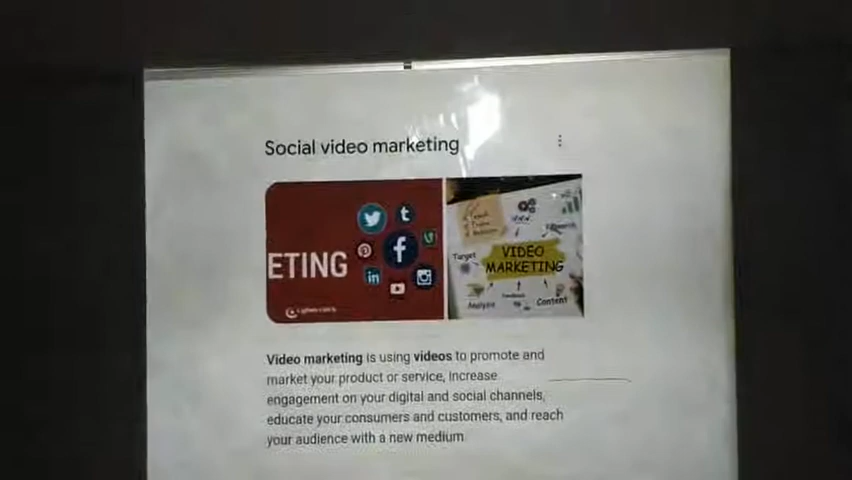 Social video marketing
ETING
VIDEO
MARKETING
Target
Content
Video marketing is using videos to promote and
market your product or service, increase
engagement on your digital and social channels,
educate your consumers and customers, and reach
your audience with a new medium